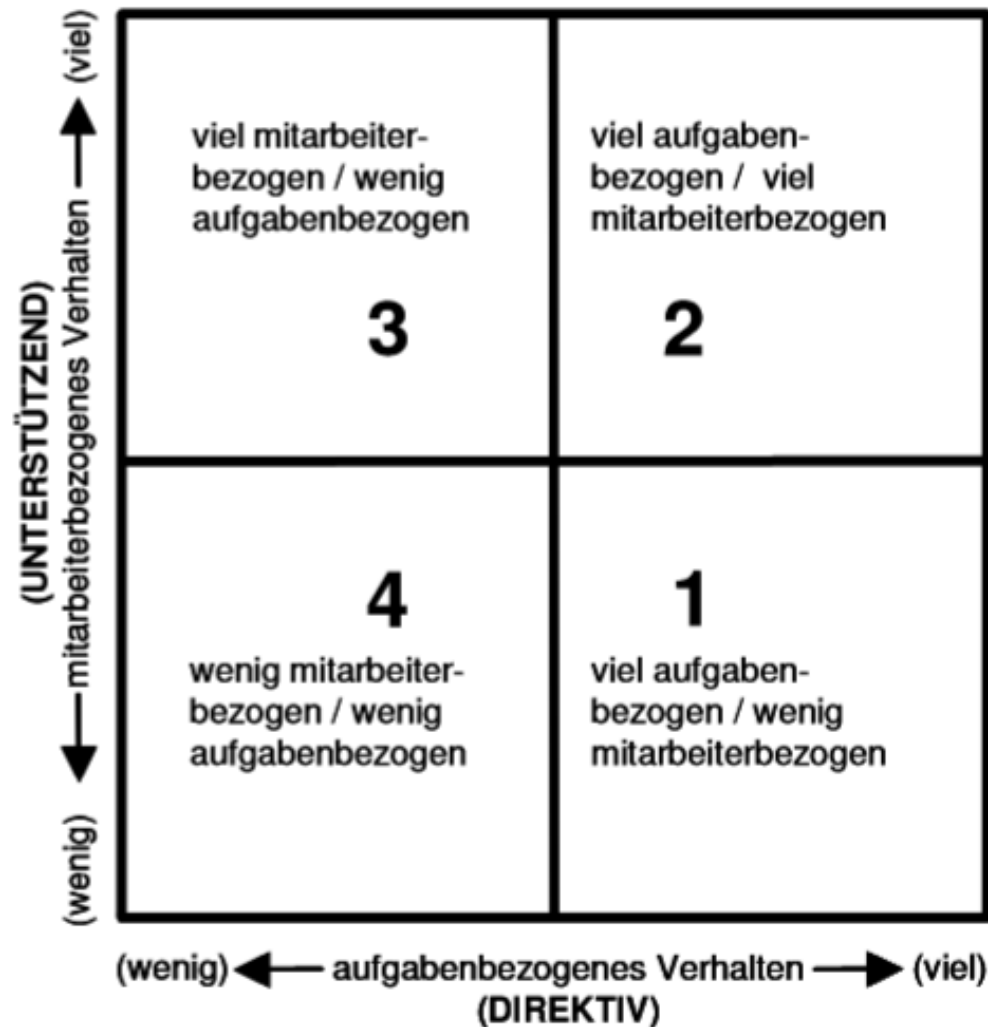 (viel)
mitarbeiterbezogenes Verhalten
(UNTERSTÜTZEND)
(wenig)
viel mitarbeiter-
bezogen / wenig
aufgabenbezogen
3
viel aufgaben-
bezogen / viel
mitarbeiterbezogen
2
4
wenig mitarbeiter-
bezogen / wenig
aufgabenbezogen
1
viel aufgaben-
bezogen / wenig
mitarbeiterbezogen
(wenig) aufgabenbezogenes Verhalten (viel)
(DIREKTIV)